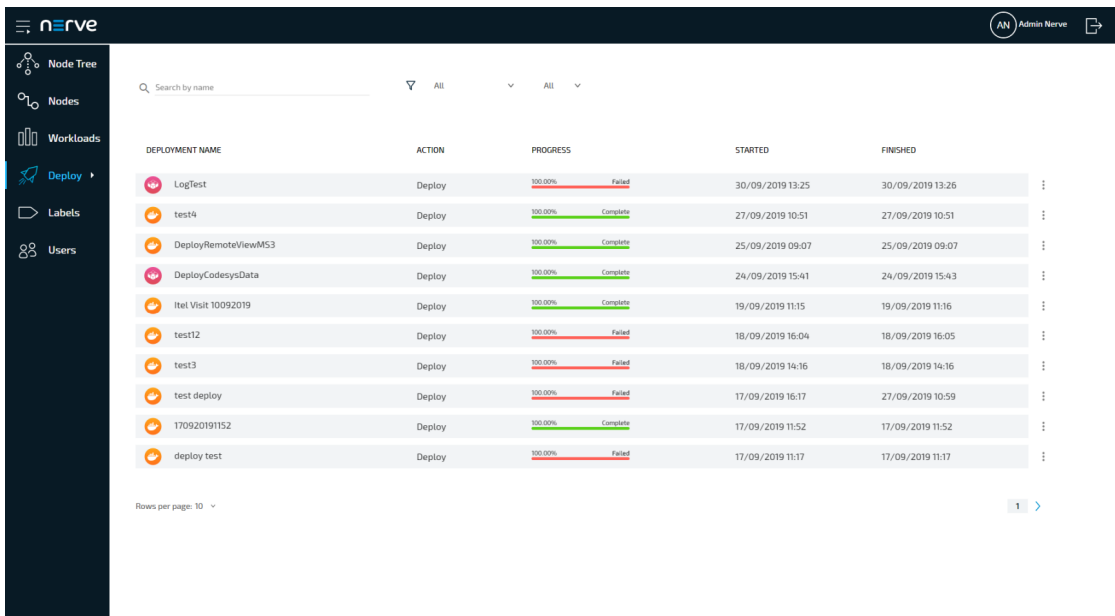 nerve
AN Admin Nerve
Node Tree
Nodes
Workloads
Deploy
Labels
Users
Search by name
All All
DEPLOYMENT NAME ACTION PROGRESS STARTED FINISHED
LogTest Deploy 100.00% Failed 30/09/2019 13:25 30/09/2019 13:26
test4 Deploy 100.00% Complete 27/09/2019 10:51 27/09/2019 10:51
DeployRemoteViewMS3 Deploy 100.00% Complete 25/09/2019 09:07 25/09/2019 09:07
DeployCodesysData Deploy 100.00% Complete 24/09/2019 15:41 24/09/2019 15:43
Itel Visit 10092019 Deploy 100.00% Complete 19/09/2019 11:15 19/09/2019 11:16
test12 Deploy 100.00% Failed 18/09/2019 16:04 18/09/2019 16:05
test3 Deploy 100.00% Failed 18/09/2019 14:16 18/09/2019 14:16
test deploy Deploy 100.00% Failed 17/09/2019 16:17 27/09/2019 10:59
170920191152 Deploy 100.00% Complete 17/09/2019 11:52 17/09/2019 11:52
deploy test Deploy 100.00% Failed 17/09/2019 11:17 17/09/2019 11:17
Rows per page: 10 1